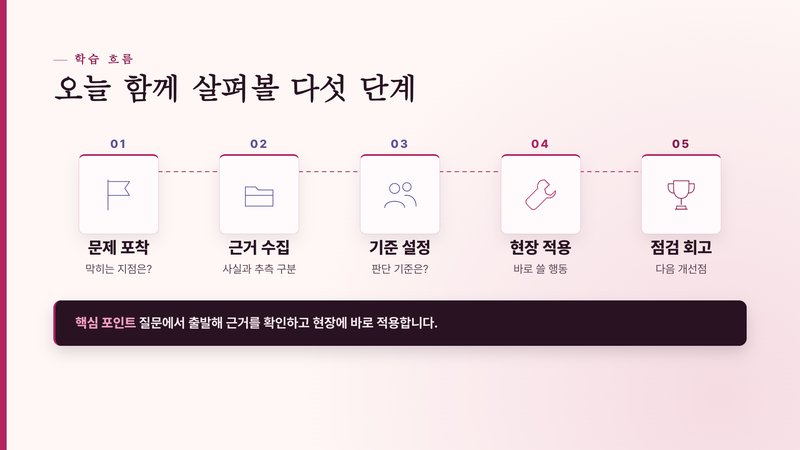 학습 흐름
오늘 함께 살펴볼 다섯 단계
01
문제 포착
막히는 지점은?
02
근거 수집
사실과 추측 구분
03
기준 설정
판단 기준은?
04
현장 적용
바로 쓸 행동
05
점검 회고
다음 개선점
핵심 포인트 질문에서 출발해 근거를 확인하고 현장에 바로 적용합니다.